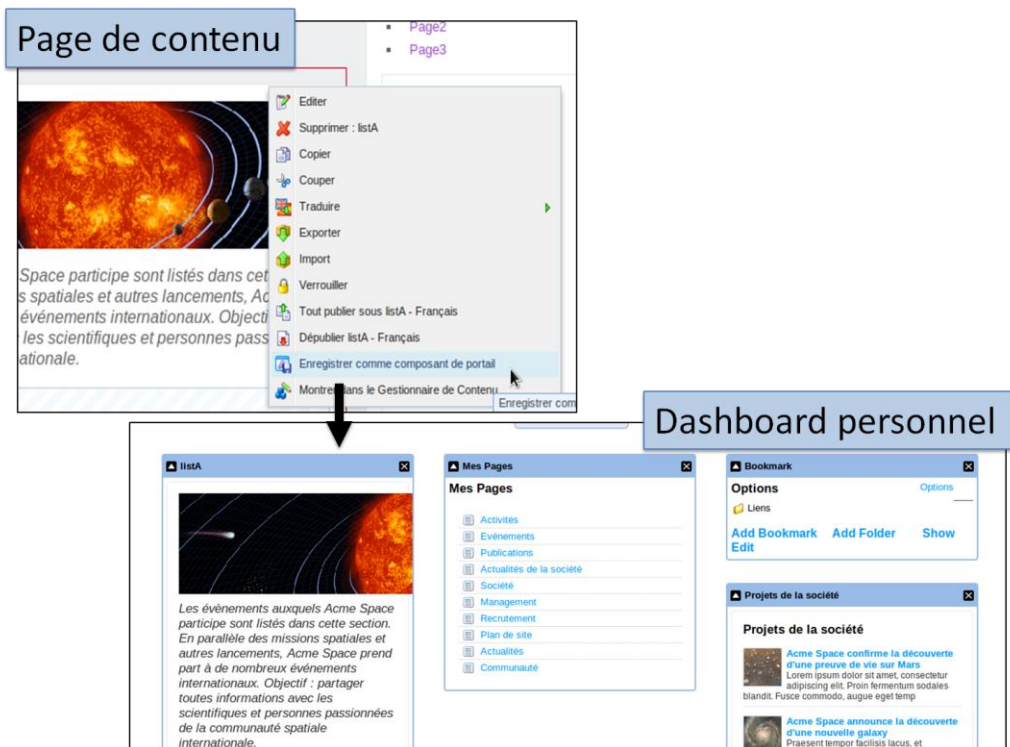 Page de contenu
Page2
Page3
Editer
Supprimer : listA
Copier
Couper
Traduire
Exporter
Import
Verrouiller
Tout publier sous listA - Français
Dépublier listA - Français
Enregistrer comme composant de portail
Montrer dans le Gestionnaire de Contenu
Enregistrer com
Space participe sont listés dans cet
s spatiales et autres lancements, Ac
événements internationaux. Objecti
les scientifiques et personnes pass
ationale.
Dashboard personnel
listA
Les évènements auxquels Acme Space
participe sont listés dans cette section.
En parallèle des missions spatiales et
autres lancements, Acme Space prend
part à de nombreux événements
internationaux. Objectif : partager
toutes informations avec les
scientifiques et personnes passionnées
de la communauté spatiale
internationale.
Mes Pages
Mes Pages
Activités
Evénements
Publications
Actualités de la société
Société
Management
Recrutement
Plan de site
Actualités
Communauté
Bookmark
Options Options
Liens
Add Bookmark Add Folder Show
Edit
Projets de la société
Projets de la société
Acme Space confirme la découverte
d'une preuve de vie sur Mars
Lorem ipsum dolor sit amet, consectetur
adipiscing elit. Proin fermentum sodales
blandit. Fusce commodo, augue eget temp
Acme Space announce la découverte
d'une nouvelle galaxy
Praesent tempor facilisis lacus, et